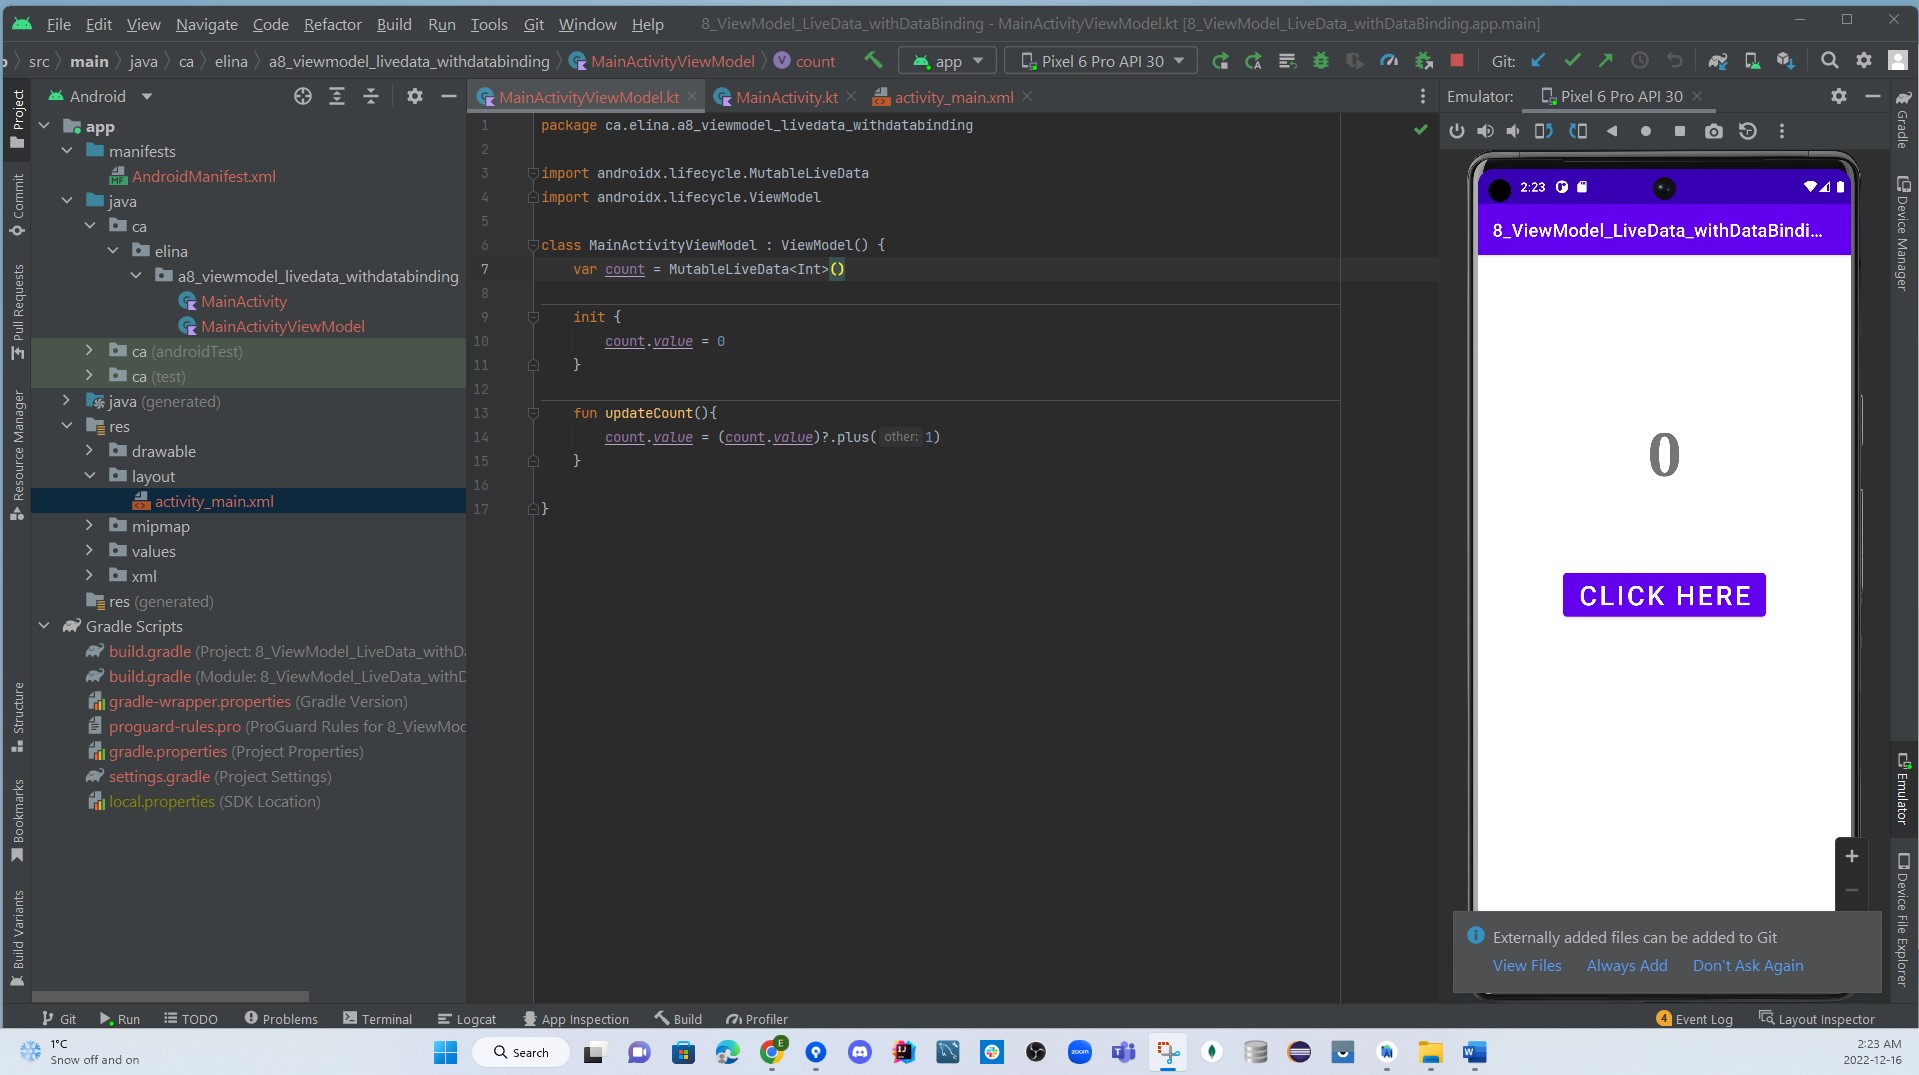 File Edit View Navigate Code Refactor Build Run Tools Git Window Help 8_ViewModel_LiveData_withDataBinding - MainActivityViewModel.kt [8_ViewModel_LiveData_withDataBinding.app.main]
src main java ca elina a8_viewmodel_livedata_withdatabinding MainActivityViewModel count app Pixel 6 Pro API 30 Git:
Project
Commit
Pull Requests
Resource Manager
Structure
Bookmarks
Build Variants
Android
app
manifests
AndroidManifest.xml
java
ca
elina
a8_viewmodel_livedata_withdatabinding
MainActivity
MainActivityViewModel
ca (androidTest)
ca (test)
java (generated)
res
drawable
layout
activity_main.xml
mipmap
values
xml
res (generated)
Gradle Scripts
build.gradle (Project: 8_ViewModel_LiveData_withD
build.gradle (Module: 8_ViewModel_LiveData_withD
gradle-wrapper.properties (Gradle Version)
proguard-rules.pro (ProGuard Rules for 8_ViewMod
gradle.properties (Project Properties)
settings.gradle (Project Settings)
local.properties (SDK Location)
MainActivityViewModel.kt MainActivity.kt activity_main.xml
1 package ca.elina.a8_viewmodel_livedata_withdatabinding
2
3 import androidx.lifecycle.MutableLiveData
4 import androidx.lifecycle.ViewModel
5
6 class MainActivityViewModel : ViewModel() {
7 var count = MutableLiveData<Int>()
8
9 init {
10 count.value = 0
11 }
12
13 fun updateCount(){
14 count.value = (count.value)?.plus( other: 1)
15 }
16
17 }
Emulator: Pixel 6 Pro API 30
2:23
8_ViewModel_LiveData_withDataBindi...
0
CLICK HERE
+
Externally added files can be added to Git
View Files Always Add Don't Ask Again
Gradle
Device Manager
Emulator
Device File Explorer
Git Run TODO Problems Terminal Logcat App Inspection Build Profiler 4 Event Log Layout Inspector
1°C
Snow off and on
Search
zoom
2:23 AM
2022-12-16